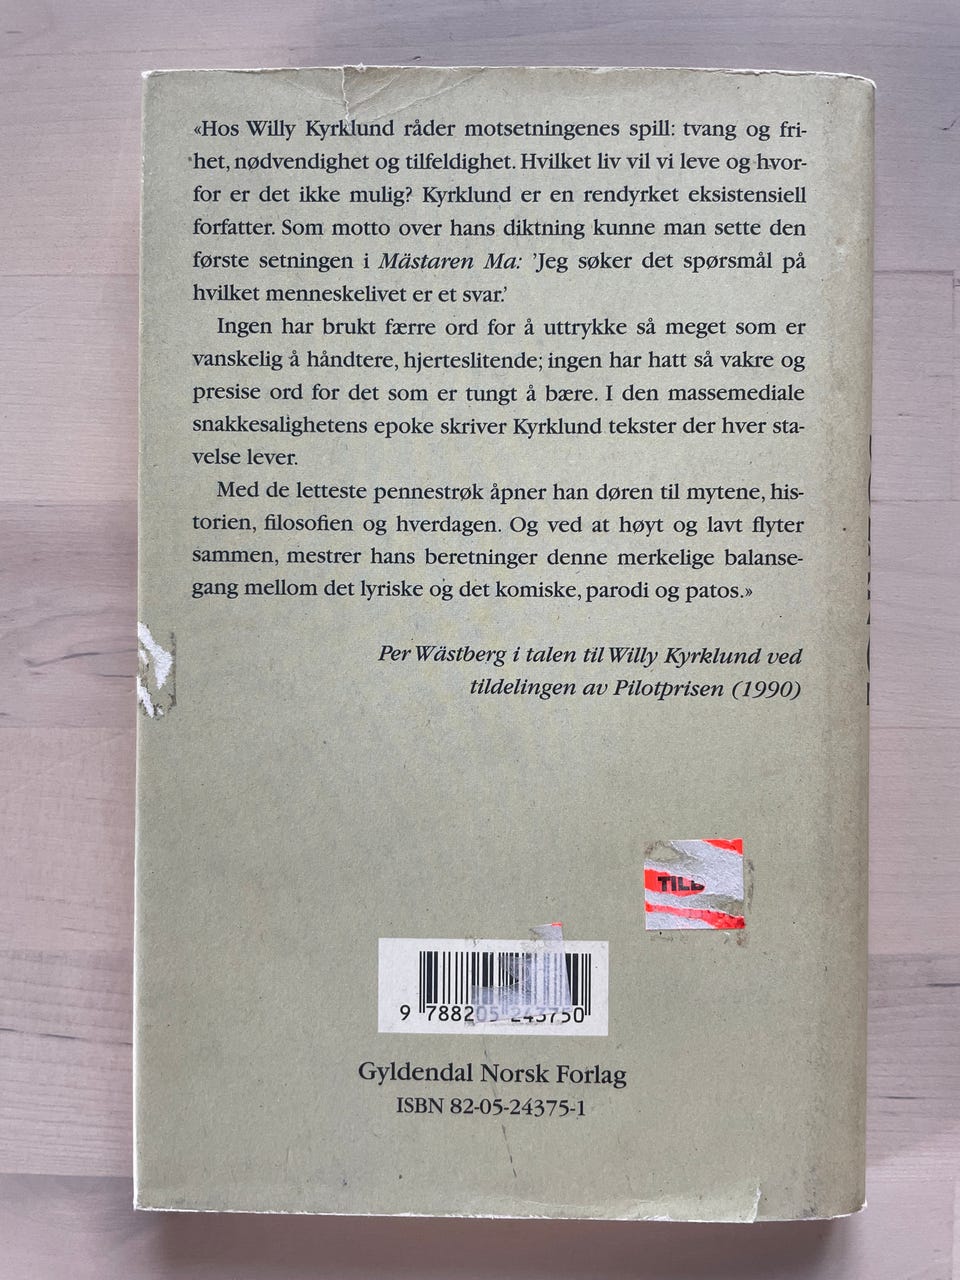 «Hos Willy Kyrklund råder motsetningenes spill: tvang og fri-
het, nødvendighet og tilfeldighet. Hvilket liv vil vi leve og hvor-
for er det ikke mulig? Kyrklund er en rendyrket eksistensiell
forfatter. Som motto over hans diktning kunne man sette den
første setningen i Mästaren Ma: 'Jeg søker det spørsmål på
hvilket menneskelivet er et svar.'
Ingen har brukt færre ord for å uttrykke så meget som er
vanskelig å håndtere, hjerteslitende; ingen har hatt så vakre og
presise ord for det som er tungt å bære. I den massemediale
snakkesalighetens epoke skriver Kyrklund tekster der hver sta-
velse lever.
Med de letteste pennestrøk åpner han døren til mytene, his-
torien, filosofien og hverdagen. Og ved at høyt og lavt flyter
sammen, mestrer hans beretninger denne merkelige balanse-
gang mellom det lyriske og det komiske, parodi og patos.»
Per Wästberg i talen til Willy Kyrklund ved
tildelingen av Pilotprisen (1990)
TILB
9 788205 243750
Gyldendal Norsk Forlag
ISBN 82-05-24375-1